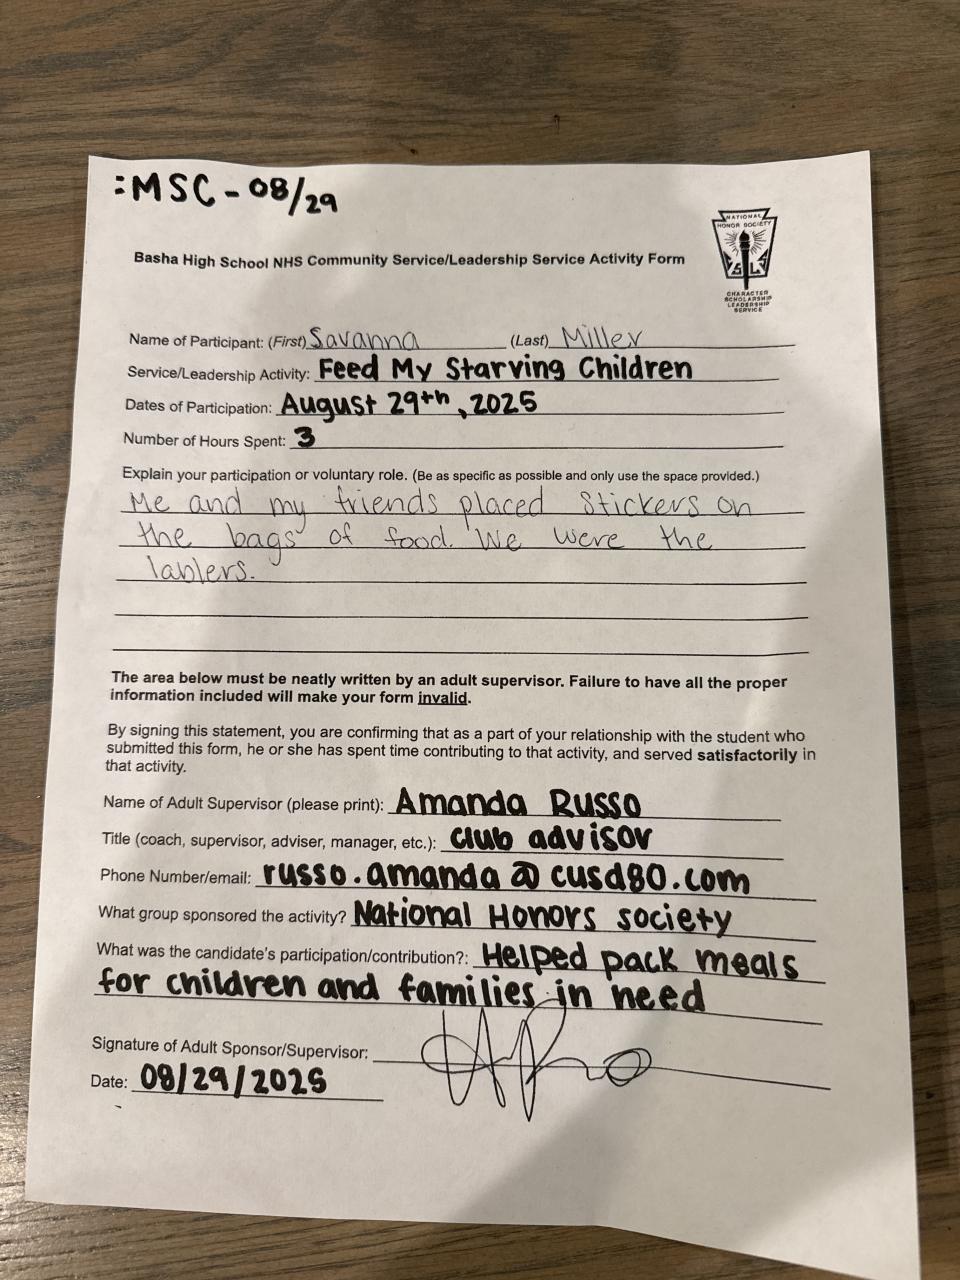 :MSC - 08/29
NATIONAL
HONOR SOCIETY
S L
CHARACTER
SCHOLARSHIP
LEADERSHIP
SERVICE
Basha High School NHS Community Service/Leadership Service Activity Form
Name of Participant: (First) Savanna (Last) Miller
Service/Leadership Activity: Feed My Starving Children
Dates of Participation: August 29th, 2025
Number of Hours Spent: 3
Explain your participation or voluntary role. (Be as specific as possible and only use the space provided.)
Me and my friends placed stickers on
the bags of food. We were the
lablers.
The area below must be neatly written by an adult supervisor. Failure to have all the proper
information included will make your form invalid.
By signing this statement, you are confirming that as a part of your relationship with the student who
submitted this form, he or she has spent time contributing to that activity, and served satisfactorily in
that activity.
Name of Adult Supervisor (please print): Amanda Russo
Title (coach, supervisor, adviser, manager, etc.): club advisor
Phone Number/email: russo.amanda@cusd80.com
What group sponsored the activity? National Honors society
What was the candidate's participation/contribution?: Helped pack meals
for children and families in need
Signature of Adult Sponsor/Supervisor:
Date: 08/29/2025